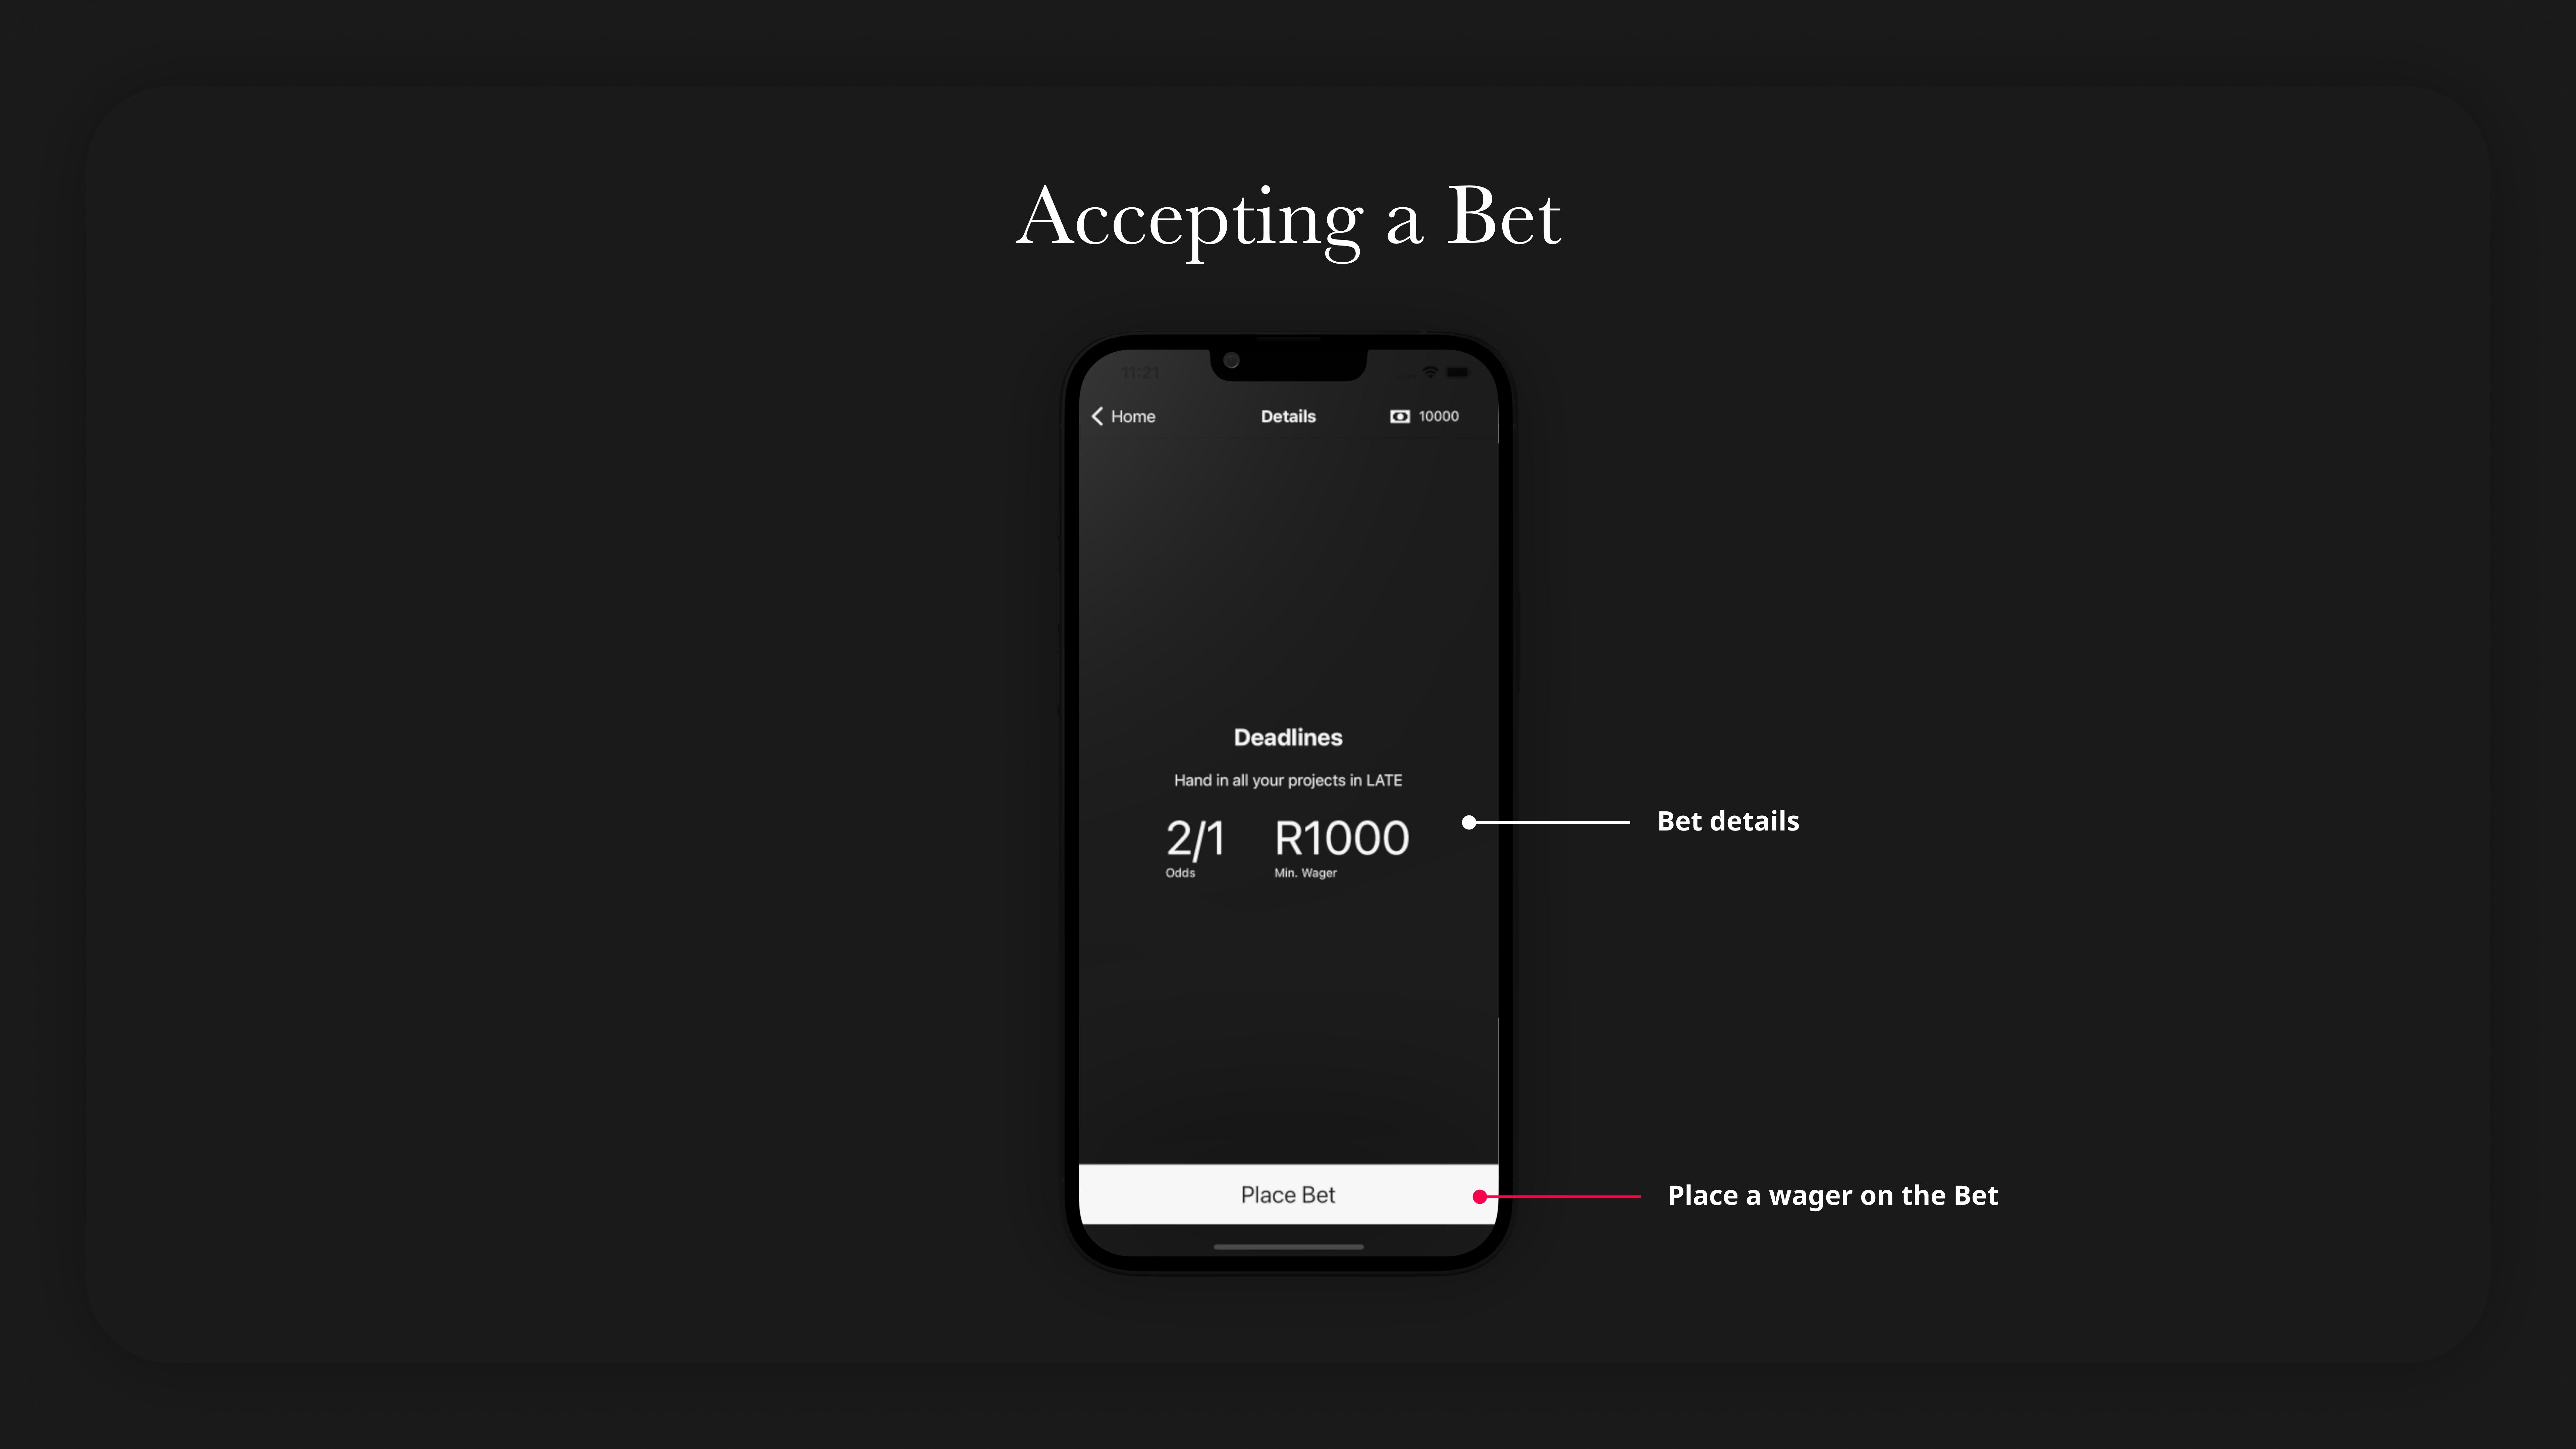 Accepting a Bet
11:21
Home Details 10000
Deadlines
Hand in all your projects in LATE
2/1 R1000
Odds Min. Wager
Bet details
Place Bet
Place a wager on the Bet